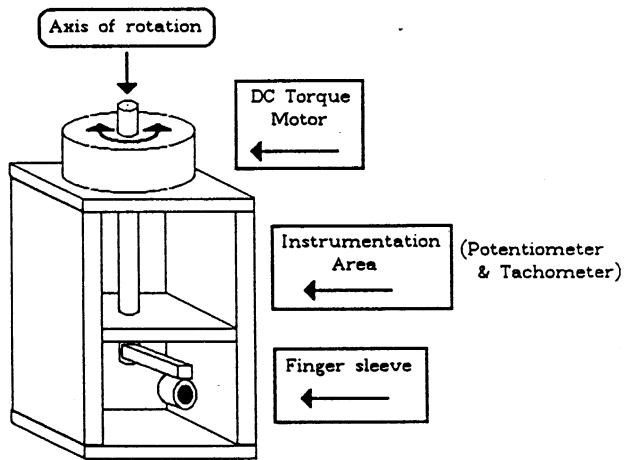 Axis of rotation
DC Torque
Motor
Instrumentation
Area
(Potentiometer
& Tachometer)
Finger sleeve